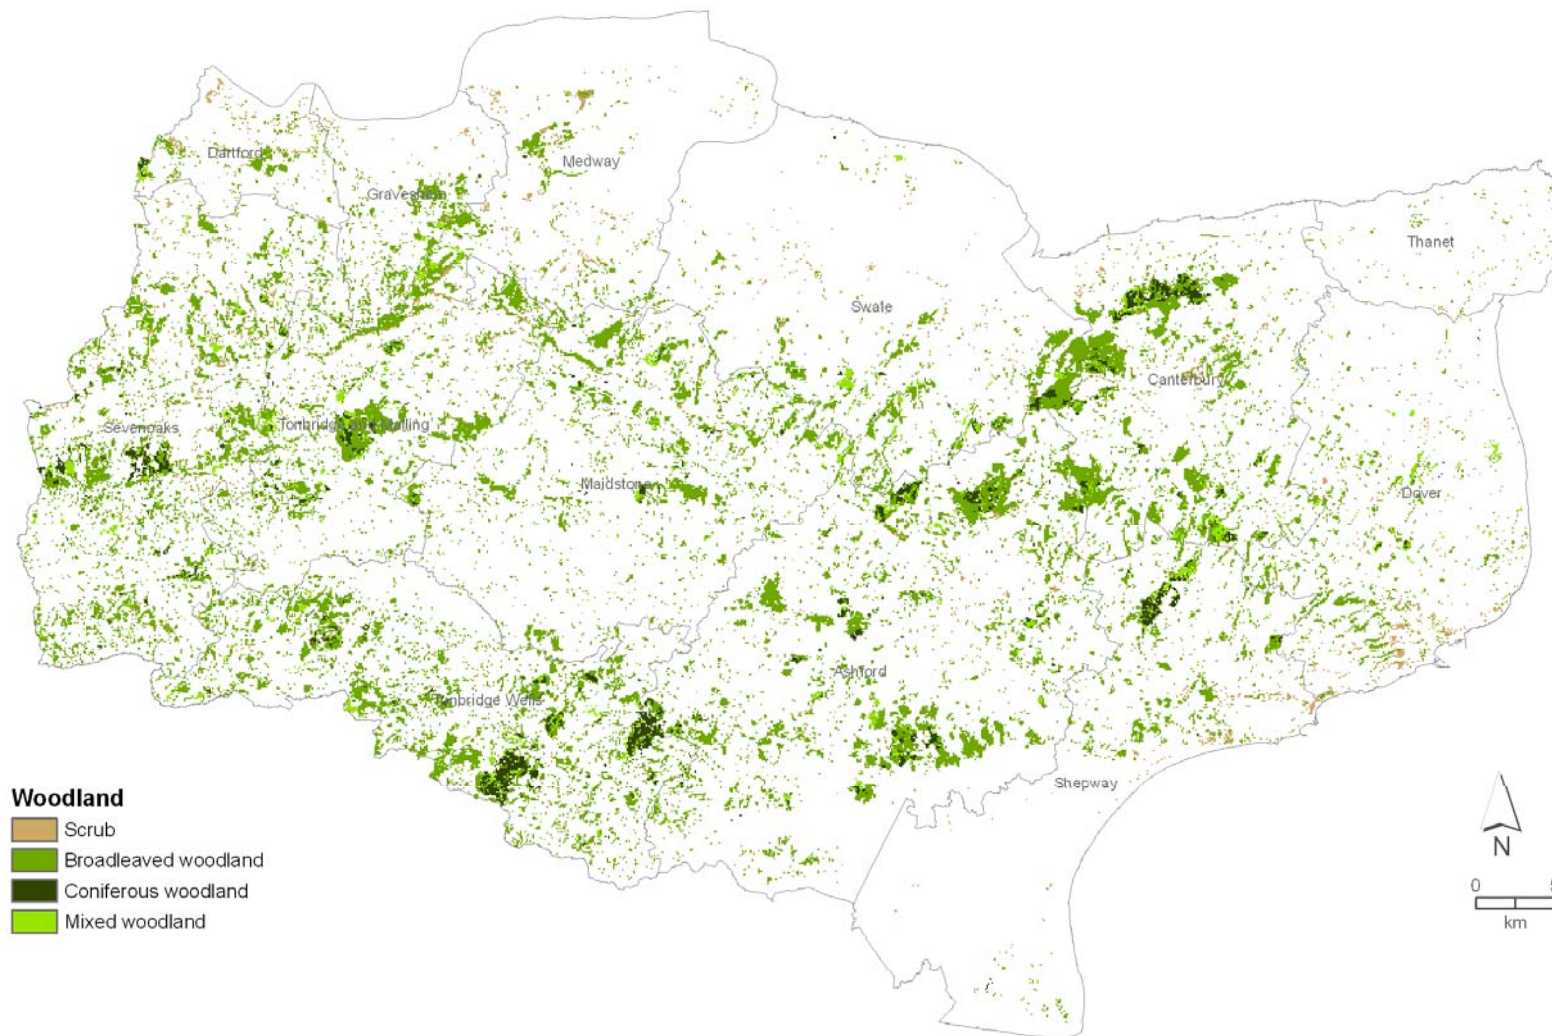 Dartford
Gravesham
Medway
Thanet
Swale
Canterbury
Sevenoaks
Tonbridge and Malling
Maidstone
Dover
Ashford
Tunbridge Wells
Shepway
Woodland
Scrub
Broadleaved woodland
Coniferous woodland
Mixed woodland
N
0 5
km